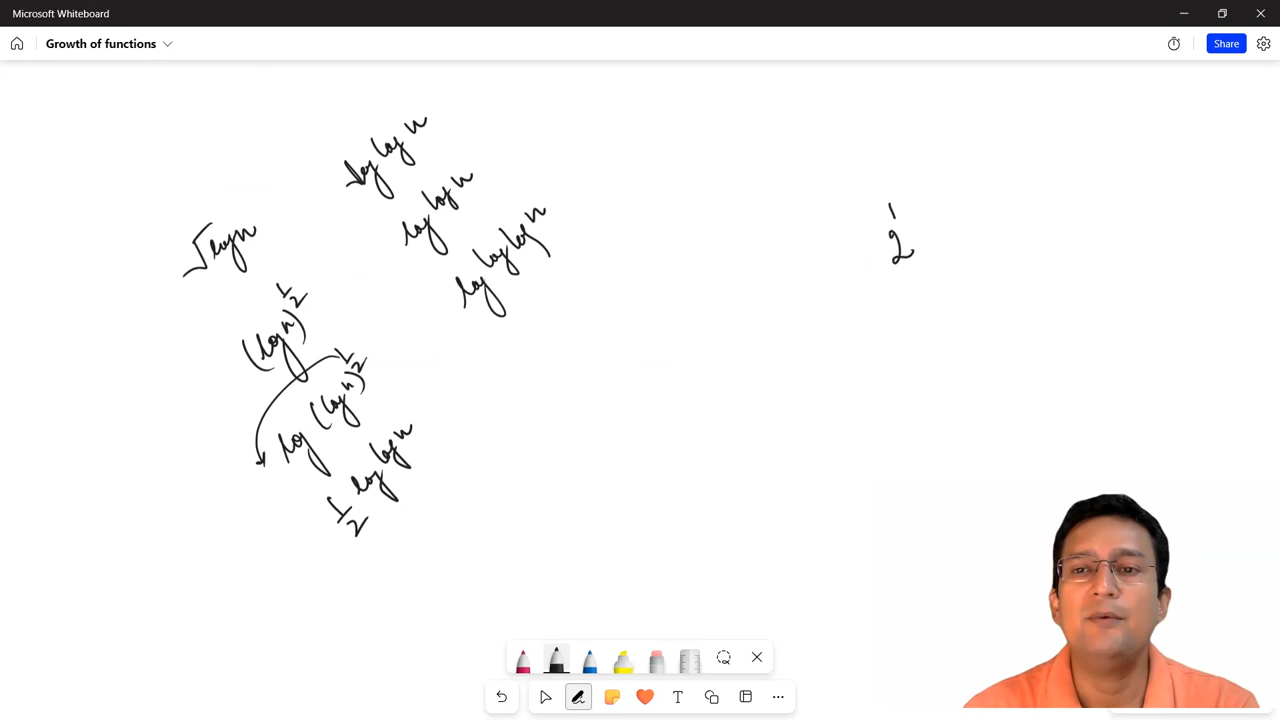 Microsoft Whiteboard
Growth of functions
Share
log log n
log log n
log log log n
√log n
(log n)^1/2
log (log n)^1/2
1/2 log log n
1
2